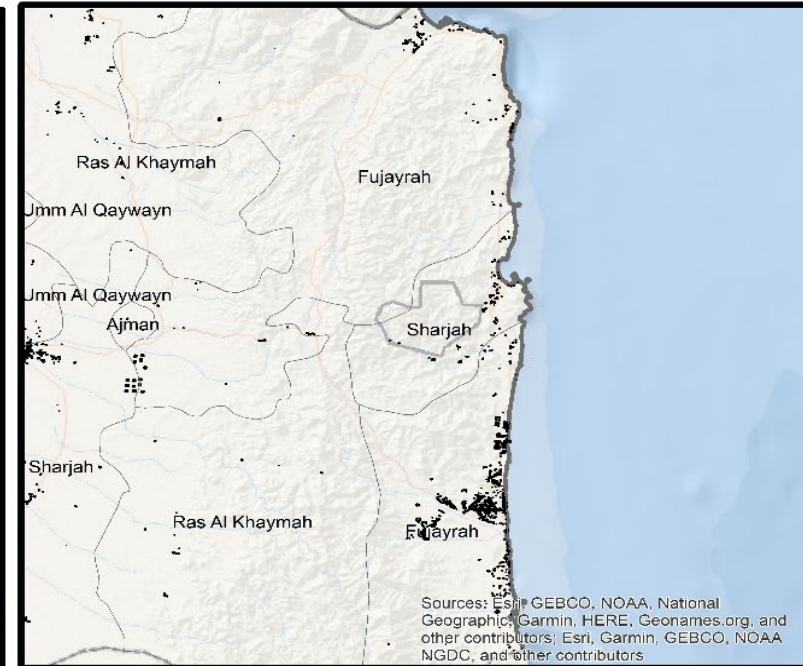 Ras Al Khaymah
Fujayrah
Umm Al Qaywayn
Umm Al Qaywayn
Ajman
Sharjah
Sharjah
Ras Al Khaymah
Fujayrah
Sources: Esri, GEBCO, NOAA, National
Geographic, Garmin, HERE, Geonames.org, and
other contributors; Esri, Garmin, GEBCO, NOAA
NGDC, and other contributors